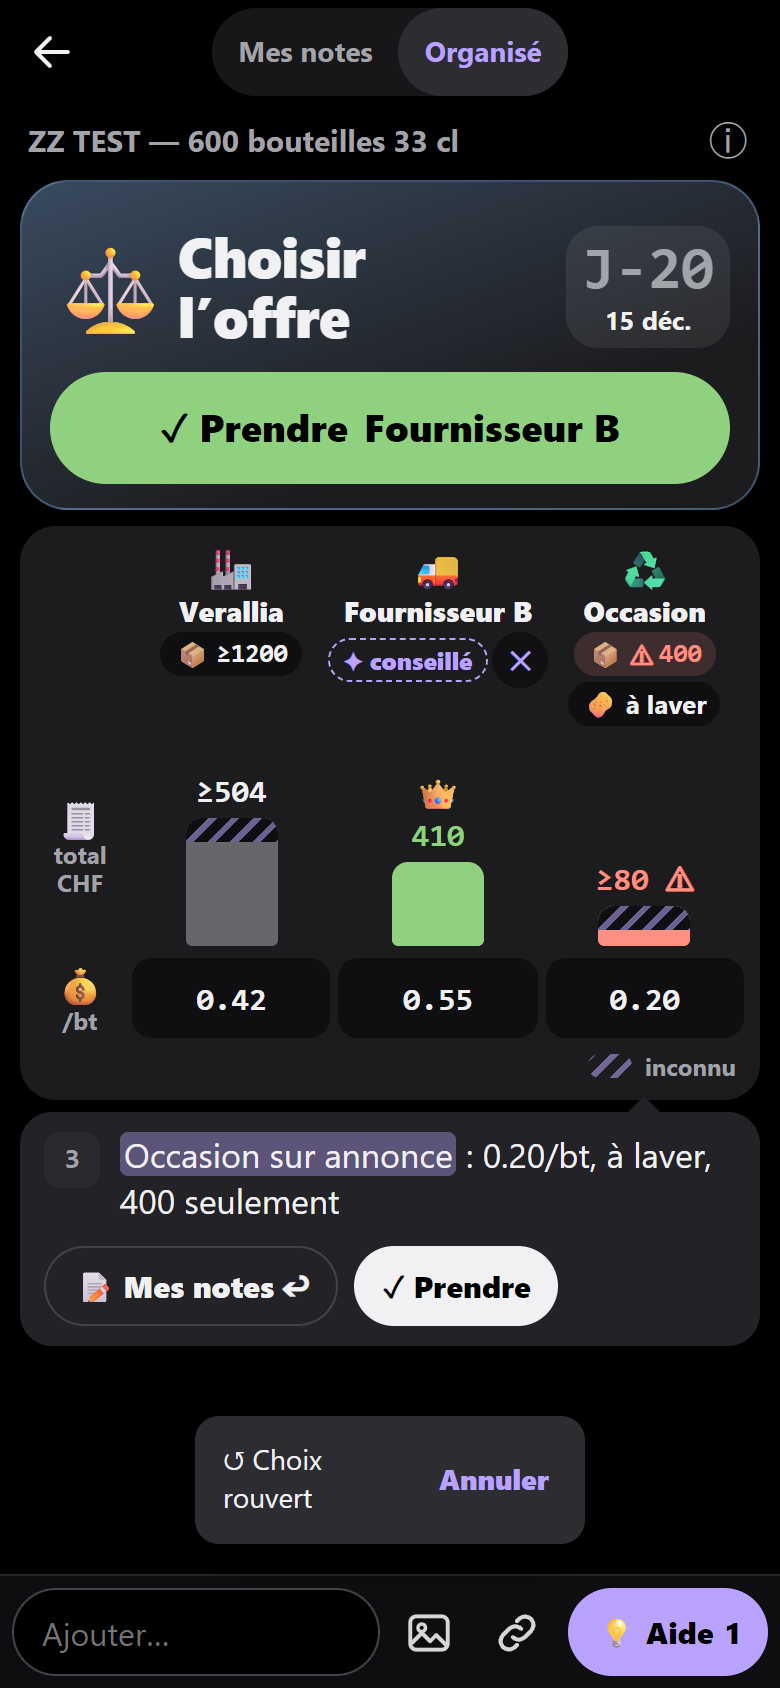 Mes notes
Organisé
ZZ TEST — 600 bouteilles 33 cl
Choisir
l’offre
J-20
15 déc.
✓ Prendre Fournisseur B
Verallia
Fournisseur B
Occasion
≥1200
✦ conseillé
✕
⚠ 400
à laver
total
CHF
≥504
410
≥80 ⚠
/bt
0.42
0.55
0.20
inconnu
3
Occasion sur annonce : 0.20/bt, à laver,
400 seulement
Mes notes ↩
✓ Prendre
↺ Choix
rouvert
Annuler
Ajouter…
Aide 1